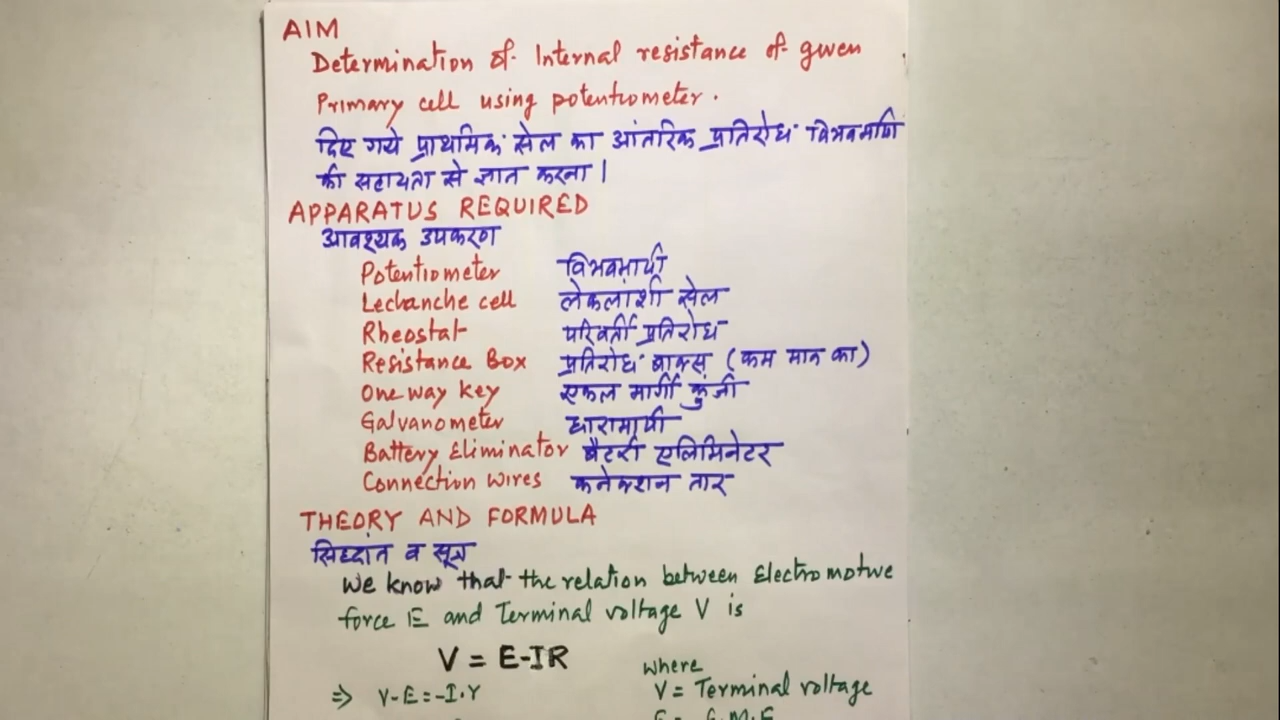 AIM
Determination of Internal resistance of given
Primary cell using potentiometer.
दिए गये प्राथमिक सेल का आंतरिक प्रतिरोध विभवमापी
की सहायता से ज्ञात करना।
APPARATUS REQUIRED
आवश्यक उपकरण
Potentiometer विभवमापी
Leclanche cell लेकलांशी सेल
Rheostat परिवर्ती प्रतिरोध
Resistance Box प्रतिरोध बाक्स (कम मान का)
One way key एकल मार्गी कुंजी
Galvanometer धारामापी
Battery Eliminator बैटरी एलिमिनेटर
Connection wires कनेक्शन तार
THEORY AND FORMULA
सिध्दांत व सूत्र
We know that the relation between Electromotive
force E and Terminal voltage V is
V = E-IR
where
⇒ V-E=-I.r V= Terminal voltage
E= E.M.F